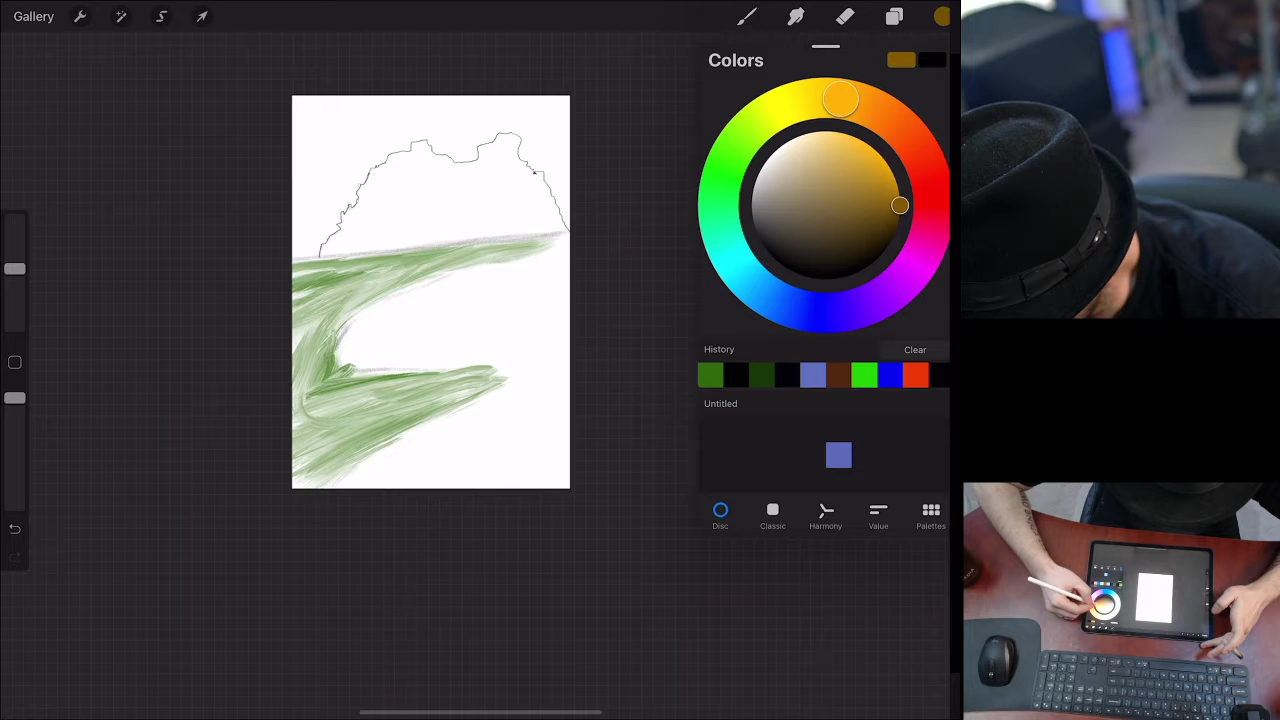 Gallery
Colors
History
Clear
Untitled
Disc
Classic
Harmony
Value
Palettes